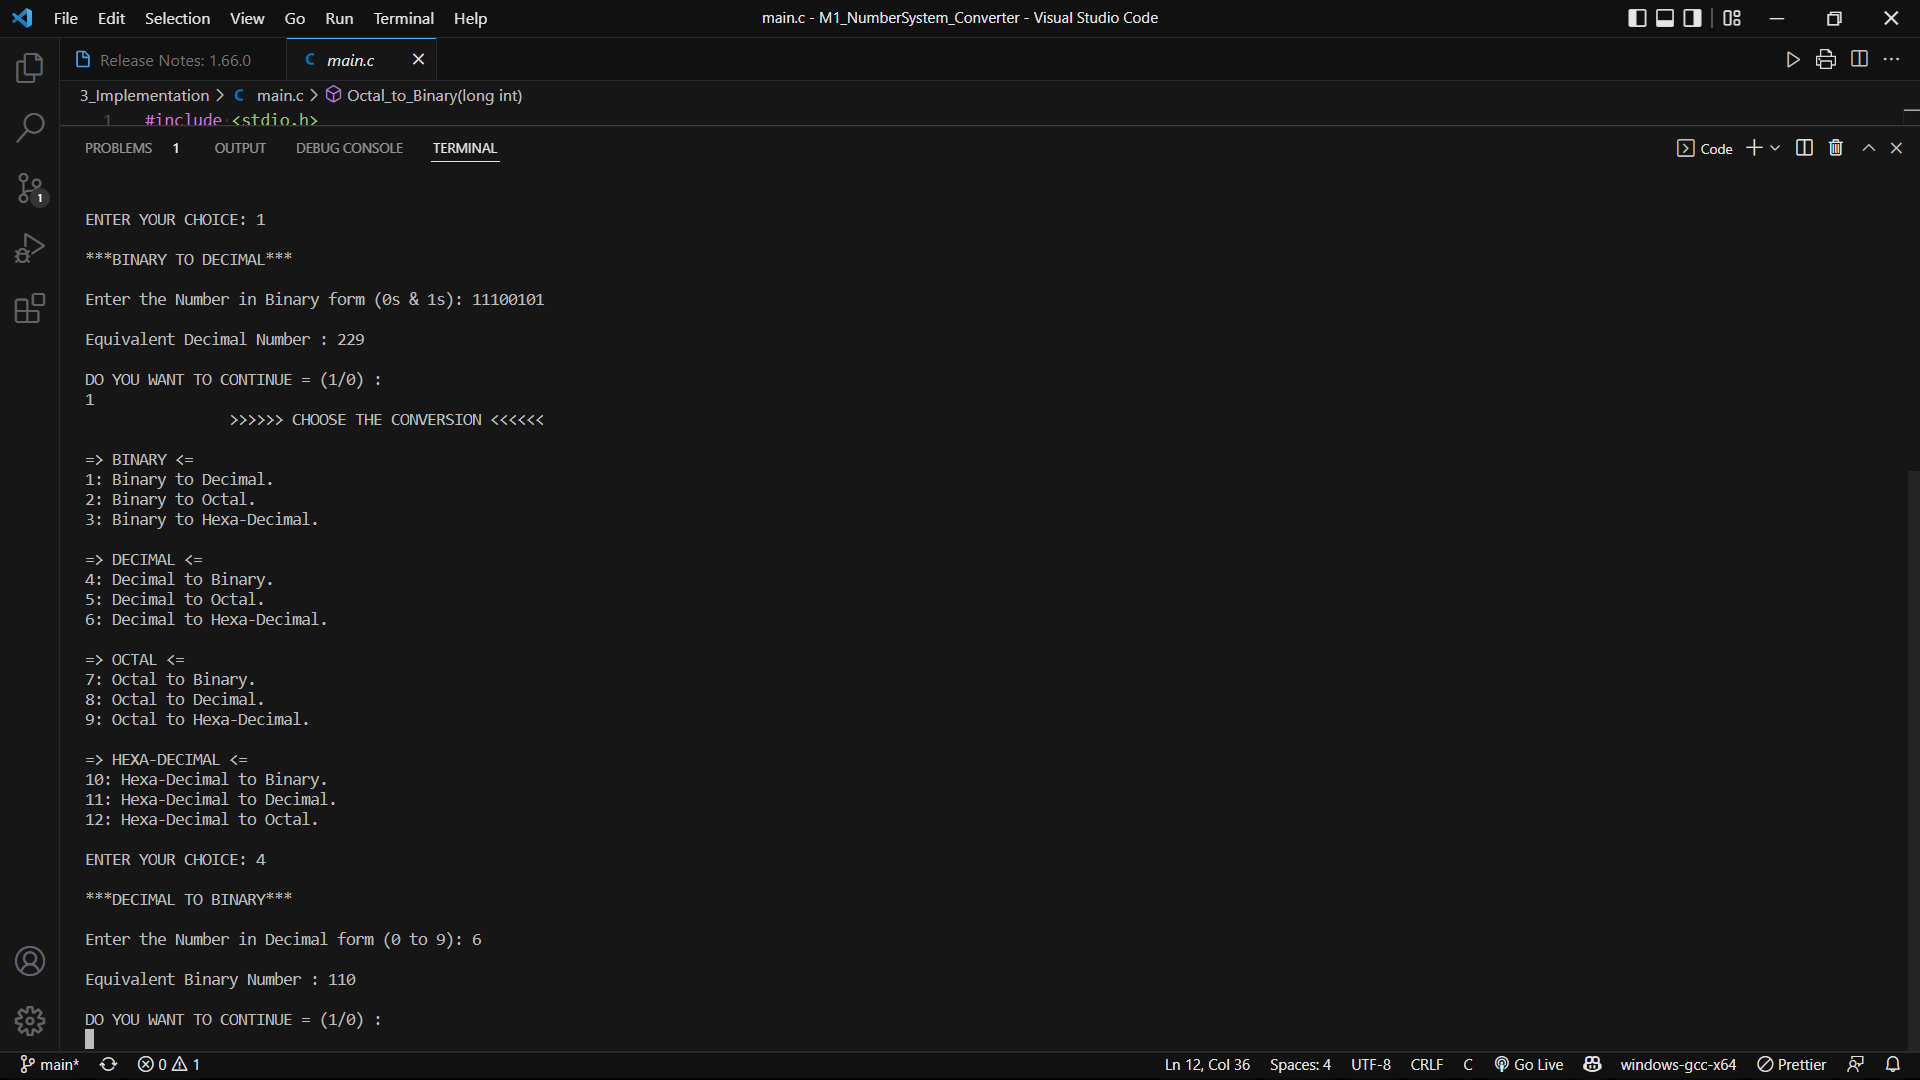 File Edit Selection View Go Run Terminal Help
main.c - M1_NumberSystem_Converter - Visual Studio Code
Release Notes: 1.66.0
C main.c
3_Implementation > C main.c > Octal_to_Binary(long int)
1 #include <stdio.h>
PROBLEMS 1 OUTPUT DEBUG CONSOLE TERMINAL
Code
1
ENTER YOUR CHOICE: 1
***BINARY TO DECIMAL***
Enter the Number in Binary form (0s & 1s): 11100101
Equivalent Decimal Number : 229
DO YOU WANT TO CONTINUE = (1/0) :
1
>>>>>> CHOOSE THE CONVERSION <<<<<<
=> BINARY <=
1: Binary to Decimal.
2: Binary to Octal.
3: Binary to Hexa-Decimal.
=> DECIMAL <=
4: Decimal to Binary.
5: Decimal to Octal.
6: Decimal to Hexa-Decimal.
=> OCTAL <=
7: Octal to Binary.
8: Octal to Decimal.
9: Octal to Hexa-Decimal.
=> HEXA-DECIMAL <=
10: Hexa-Decimal to Binary.
11: Hexa-Decimal to Decimal.
12: Hexa-Decimal to Octal.
ENTER YOUR CHOICE: 4
***DECIMAL TO BINARY***
Enter the Number in Decimal form (0 to 9): 6
Equivalent Binary Number : 110
DO YOU WANT TO CONTINUE = (1/0) :
main* 0 1
Ln 12, Col 36 Spaces: 4 UTF-8 CRLF C Go Live windows-gcc-x64 Prettier